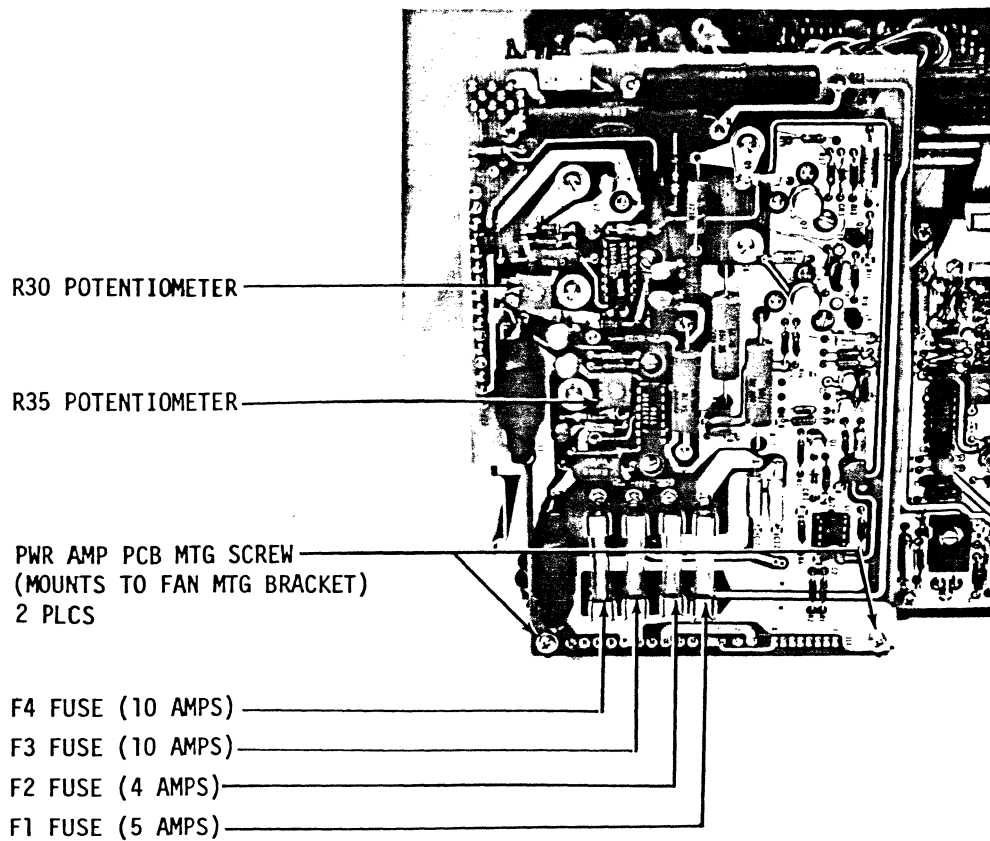 R30 POTENTIOMETER
R35 POTENTIOMETER
PWR AMP PCB MTG SCREW
(MOUNTS TO FAN MTG BRACKET)
2 PLCS
F4 FUSE (10 AMPS)
F3 FUSE (10 AMPS)
F2 FUSE (4 AMPS)
F1 FUSE (5 AMPS)